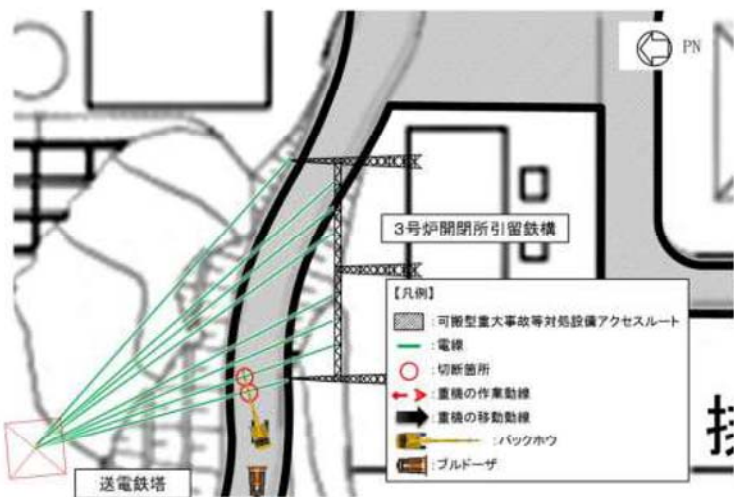 PN
3号炉開閉所引留鉄構
【凡例】
:可搬型重大事故等対処設備アクセスルート
:電線
:切断箇所
:重機の作業動線
:重機の移動動線
:バックホウ
:ブルドーザ
送電鉄塔